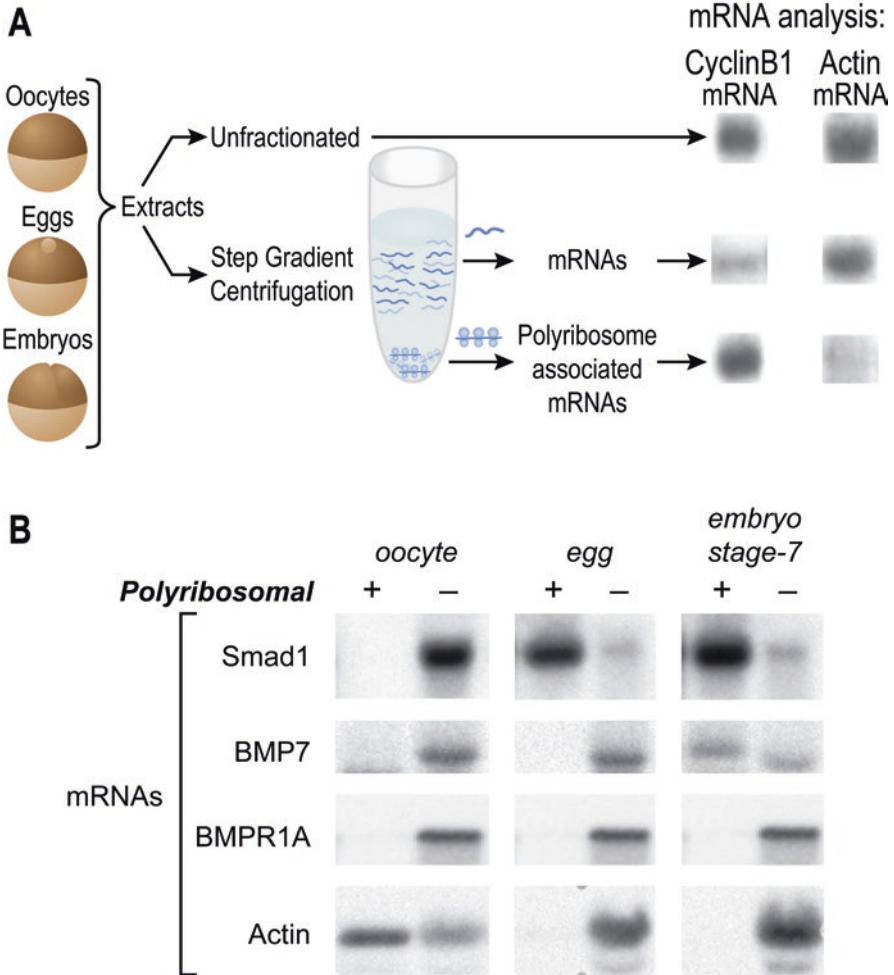 A
mRNA analysis:
CyclinB1 Actin
mRNA mRNA
Oocytes
Unfractionated
Eggs
Extracts
Step Gradient
Centrifugation
mRNAs
Embryos
Polyribosome
associated
mRNAs
B
embryo
oocyte egg stage-7
Polyribosomal + – + – + –
Smad1
BMP7
mRNAs
BMPR1A
Actin